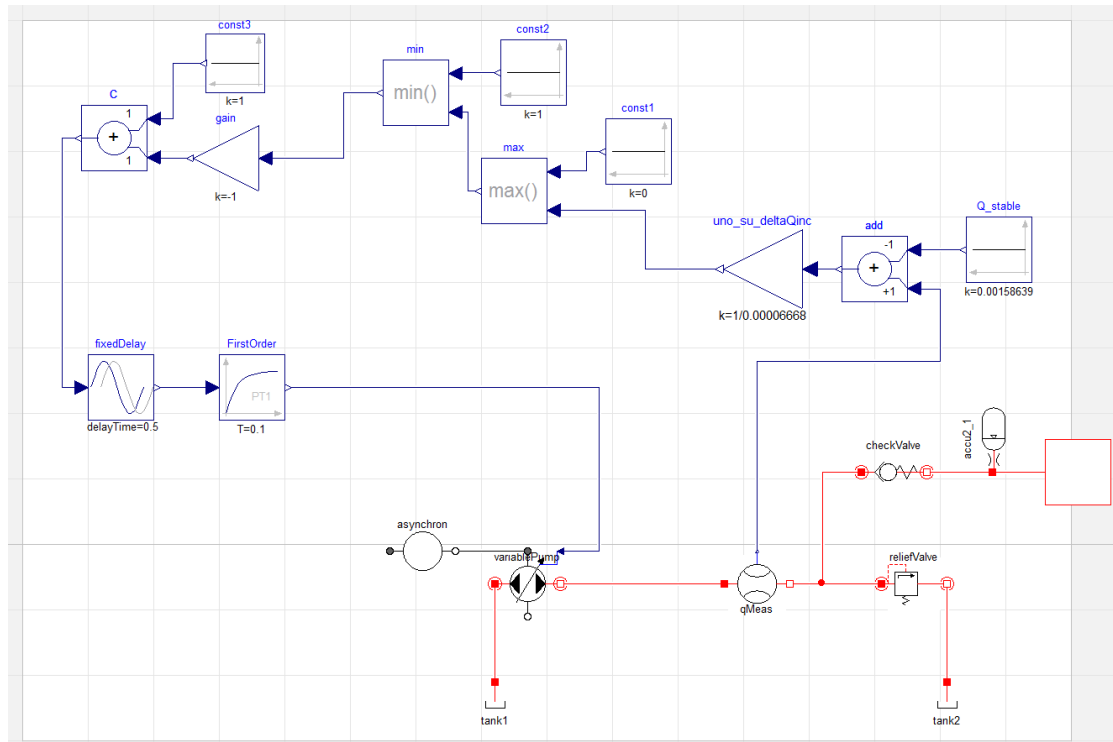 const3
k=1
C
1
+
1
gain
k=-1
min
min()
const2
k=1
const1
k=0
max
max()
uno_su_deltaQinc
k=1/0.00006668
add
-1
+
+1
Q_stable
k=0.00158639
fixedDelay
delayTime=0.5
FirstOrder
PT1
T=0.1
accu2_1
checkValve
asynchron
variablePump
qMeas
reliefValve
tank1
tank2